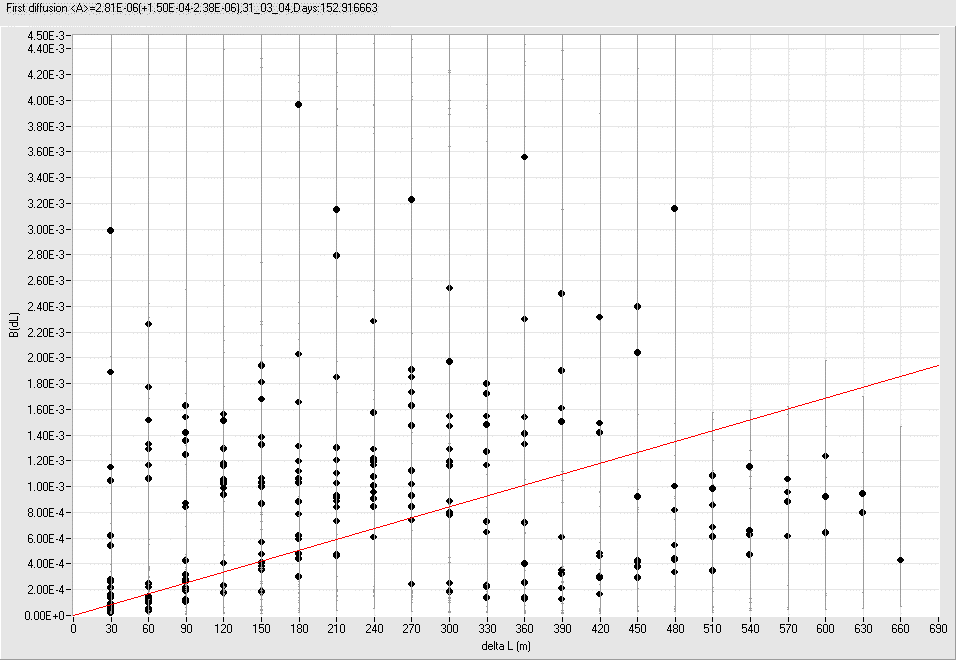 First diffusion <A>=2.81E-06(+1.50E-04-2.38E-06),31_03_04,Days:152.916663
4.50E-3
4.40E-3
4.20E-3
4.00E-3
3.80E-3
3.60E-3
3.40E-3
3.20E-3
3.00E-3
2.80E-3
2.60E-3
2.40E-3
2.20E-3
2.00E-3
1.80E-3
1.60E-3
1.40E-3
1.20E-3
1.00E-3
8.00E-4
6.00E-4
4.00E-4
2.00E-4
0.00E+0
B(dL)
0 30 60 90 120 150 180 210 240 270 300 330 360 390 420 450 480 510 540 570 600 630 660 690
delta L (m)